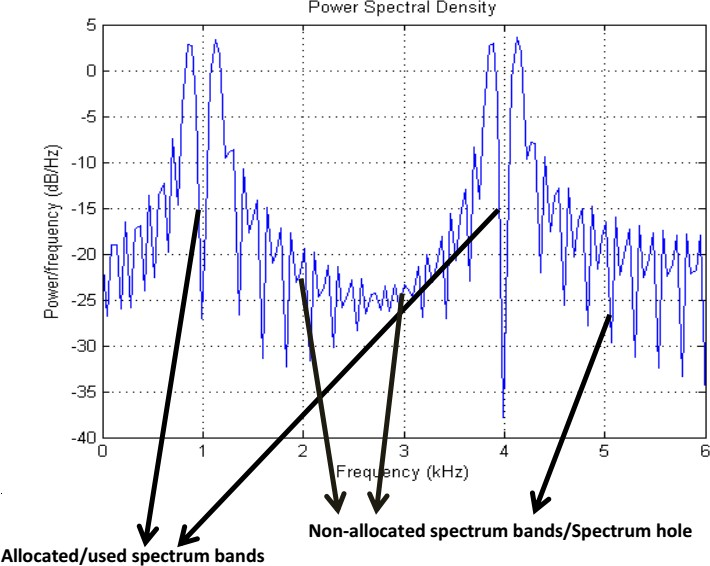 Power Spectral Density
5
0
-5
-10
-15
-20
-25
-30
-35
-40
Power/frequency (dB/Hz)
0 1 2 3 4 5 6
Frequency (kHz)
Non-allocated spectrum bands/Spectrum hole
Allocated/used spectrum bands